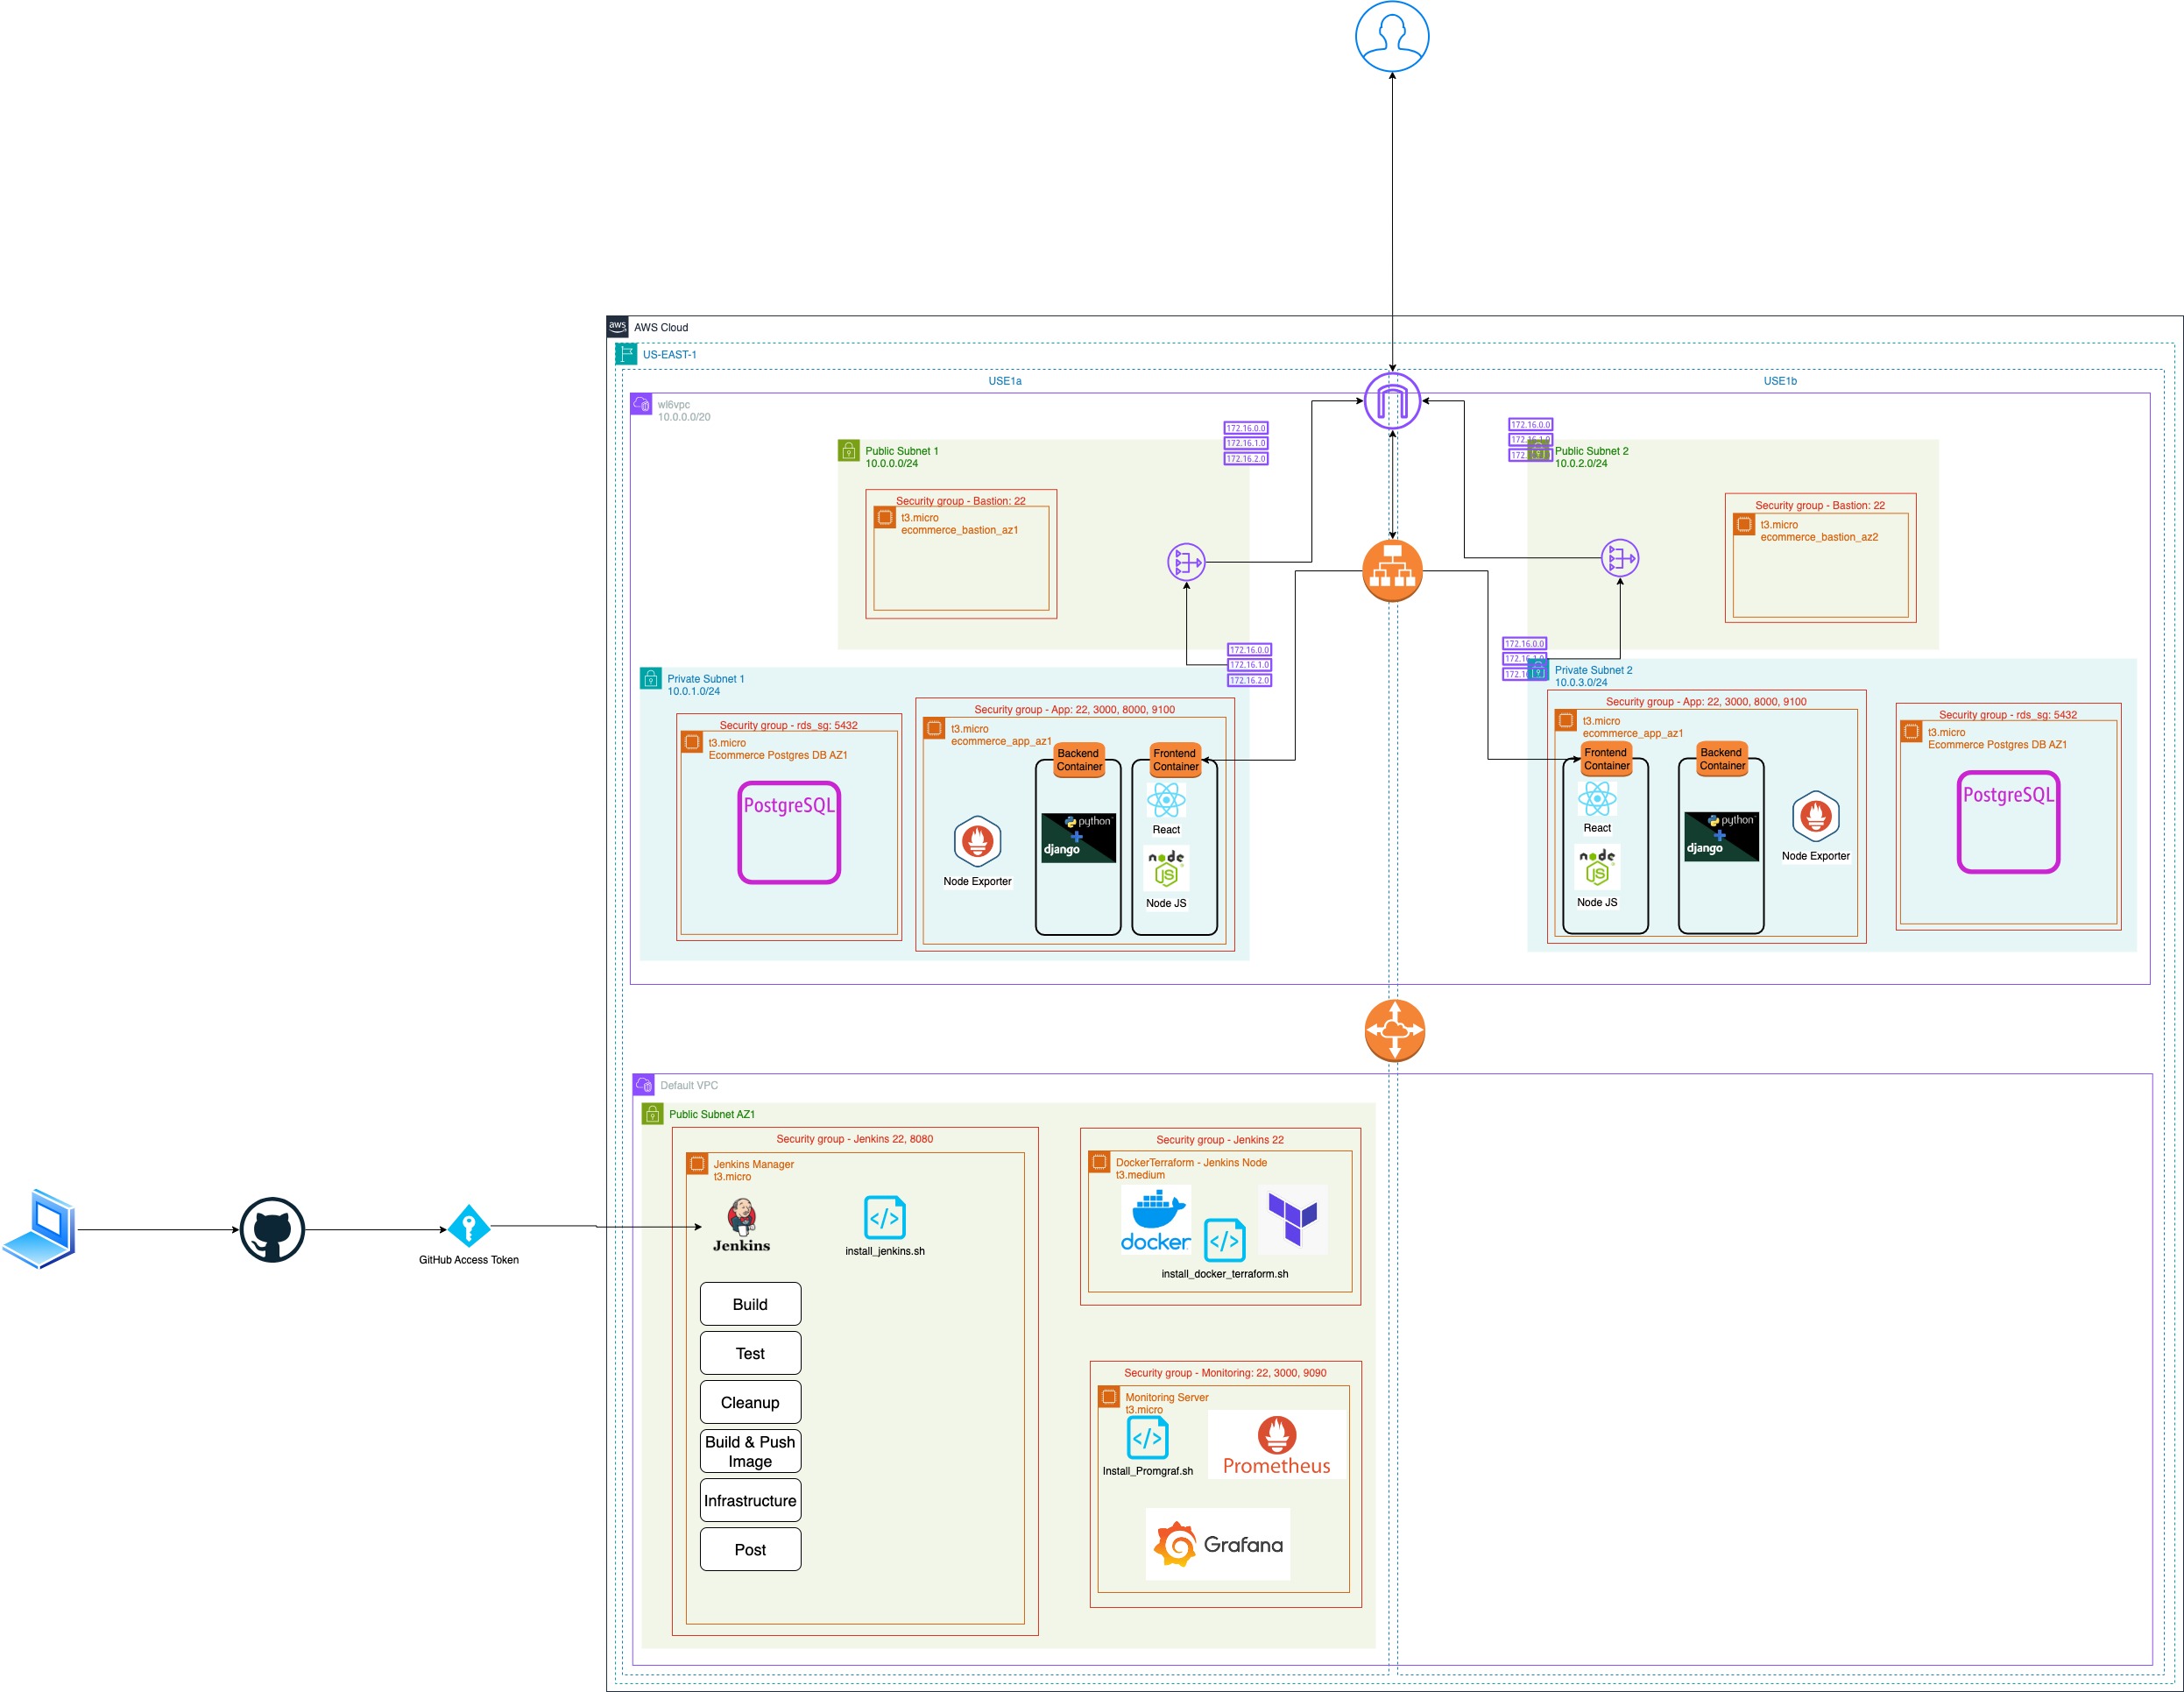 aws
AWS Cloud
US-EAST-1
USE1a
USE1b
wl6vpc
10.0.0.0/20
172.16.0.0
172.16.1.0
172.16.2.0
172.16.0.0
172.16.1.0
172.
Public Subnet 1
10.0.0.0/24
Public Subnet 2
10.0.2.0/24
Security group - Bastion: 22
t3.micro
ecommerce_bastion_az1
Security group - Bastion: 22
t3.micro
ecommerce_bastion_az2
172.16.0.0
172.16.1.0
172.16.2.0
172.16.0.0
172.16.1.0
172.16
Private Subnet 1
10.0.1.0/24
Security group - rds_sg: 5432
t3.micro
Ecommerce Postgres DB AZ1
PostgreSQL
Security group - App: 22, 3000, 8000, 9100
t3.micro
ecommerce_app_az1
Node Exporter
Backend
Container
python
django
Frontend
Container
React
node
JS
Node JS
Private Subnet 2
10.0.3.0/24
Security group - App: 22, 3000, 8000, 9100
t3.micro
ecommerce_app_az1
Frontend
Container
React
node
JS
Node JS
Backend
Container
python
django
Node Exporter
Security group - rds_sg: 5432
t3.micro
Ecommerce Postgres DB AZ1
PostgreSQL
Default VPC
Public Subnet AZ1
Security group - Jenkins 22, 8080
Jenkins Manager
t3.micro
Jenkins
install_jenkins.sh
Build
Test
Cleanup
Build & Push
Image
Infrastructure
Post
Security group - Jenkins 22
DockerTerraform - Jenkins Node
t3.medium
docker
install_docker_terraform.sh
Security group - Monitoring: 22, 3000, 9090
Monitoring Server
t3.micro
Install_Promgraf.sh
Prometheus
Grafana
GitHub Access Token